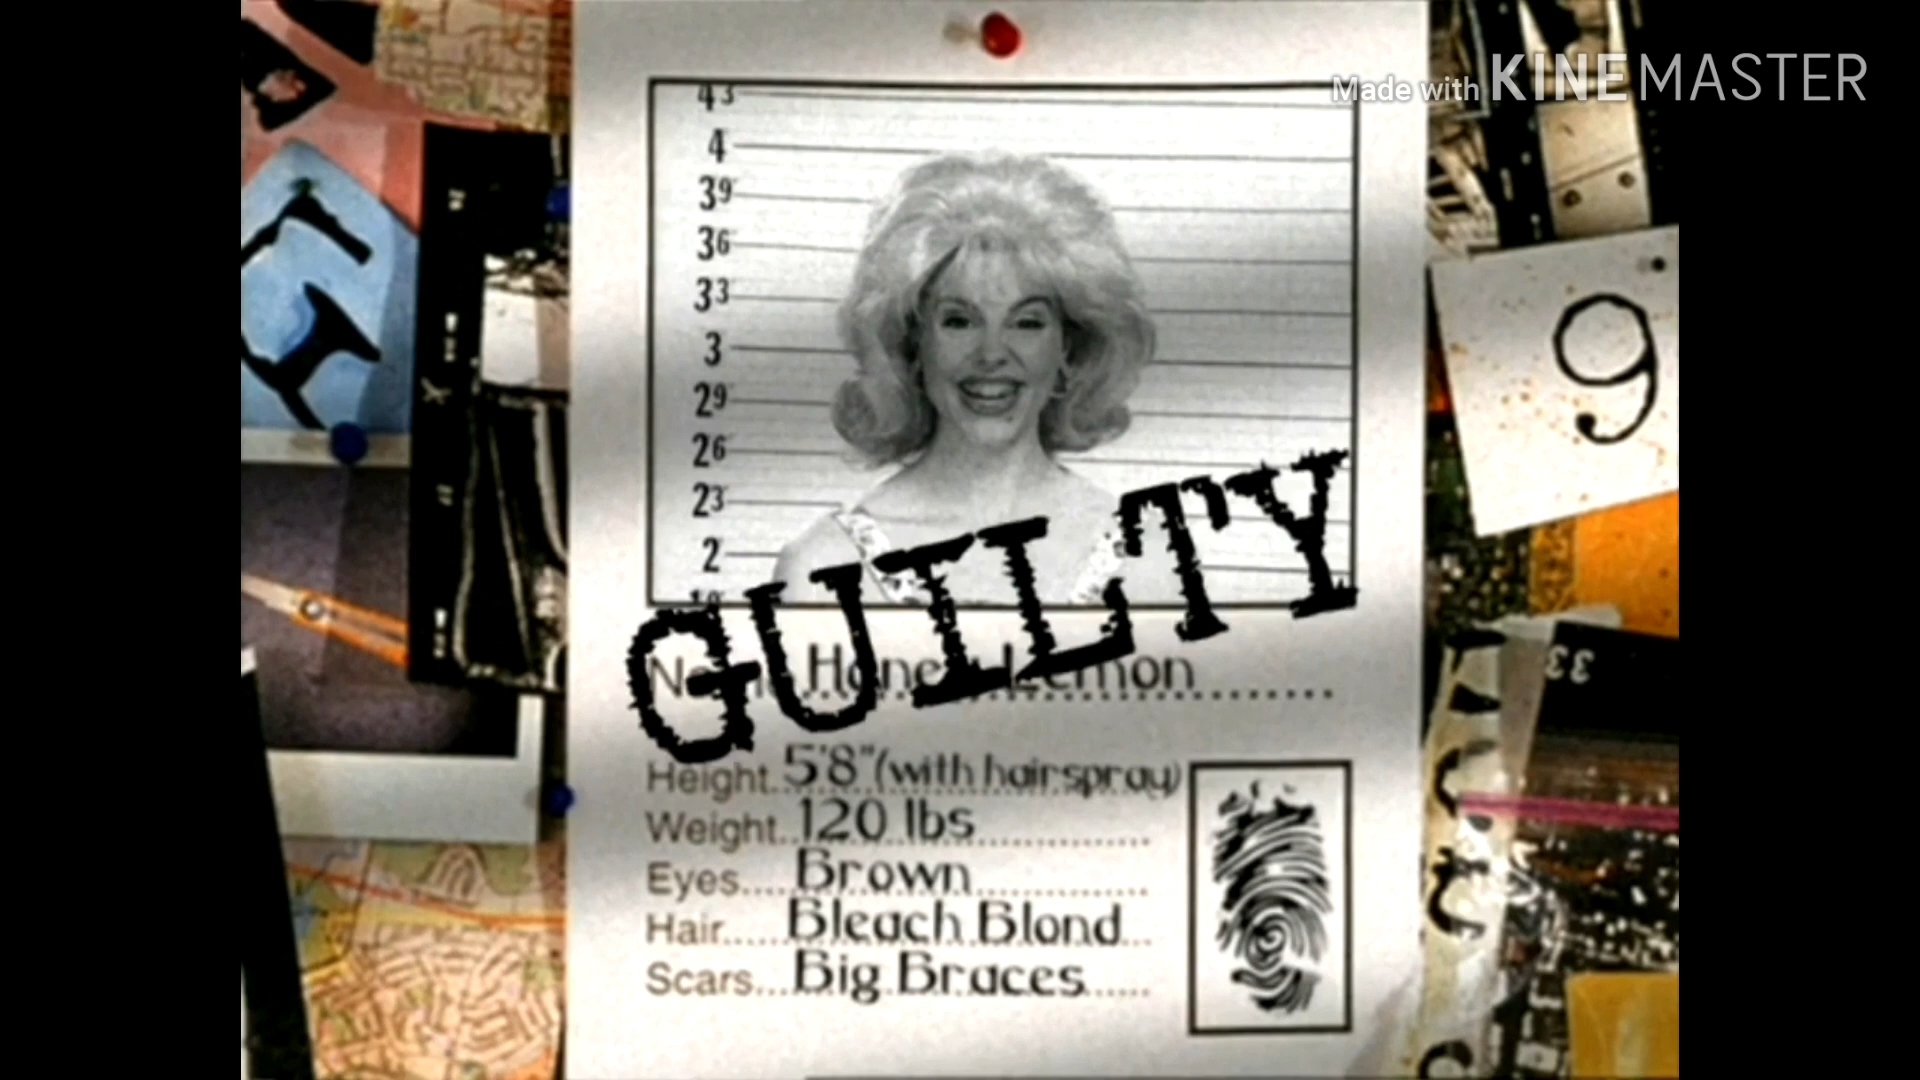 Made with KINEMASTER
43
4
39
36
33
3
29
26
23
2
GUILTY
9
33
Height...5'8"(with hairspray)
Weight..120 lbs
Eyes....Brown
Hair.....Bleach Blond
Scars...Big Braces